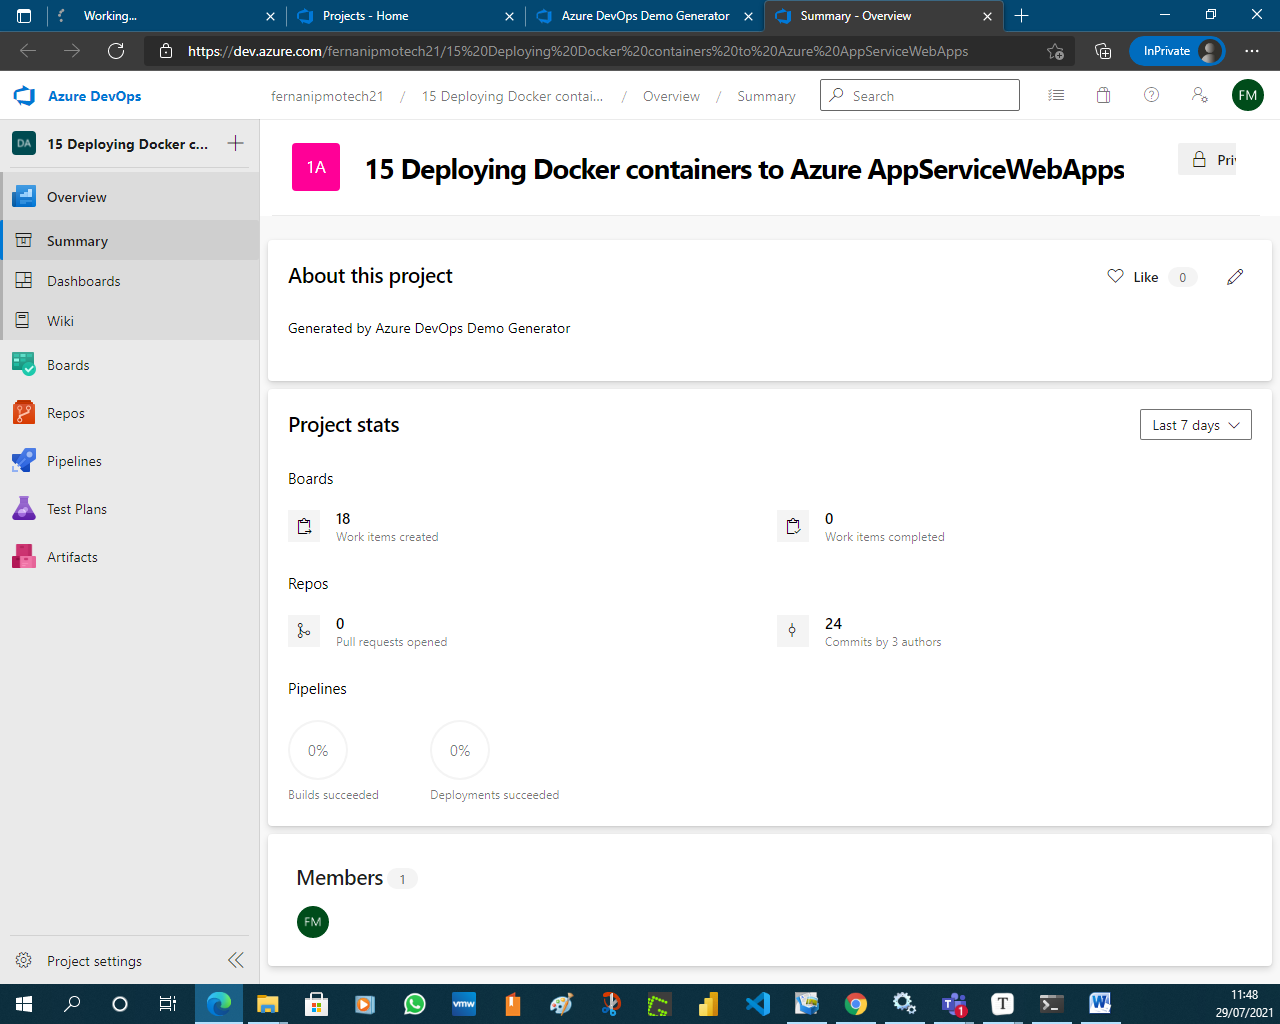 Working...
Projects - Home
Azure DevOps Demo Generator
Summary - Overview
https://dev.azure.com/fernanipmotech21/15%20Deploying%20Docker%20containers%20to%20Azure%20AppServiceWebApps
InPrivate
Azure DevOps
fernanipmotech21 / 15 Deploying Docker contai... / Overview / Summary
Search
FM
DA
15 Deploying Docker c...
Overview
Summary
Dashboards
Wiki
Boards
Repos
Pipelines
Test Plans
Artifacts
Project settings
1A
15 Deploying Docker containers to Azure AppServiceWebApps
Pri
About this project
Like 0
Generated by Azure DevOps Demo Generator
Project stats
Last 7 days
Boards
18
Work items created
0
Work items completed
Repos
0
Pull requests opened
24
Commits by 3 authors
Pipelines
0%
Builds succeeded
0%
Deployments succeeded
Members 1
FM
vmw
1
T
W
11:48
29/07/2021